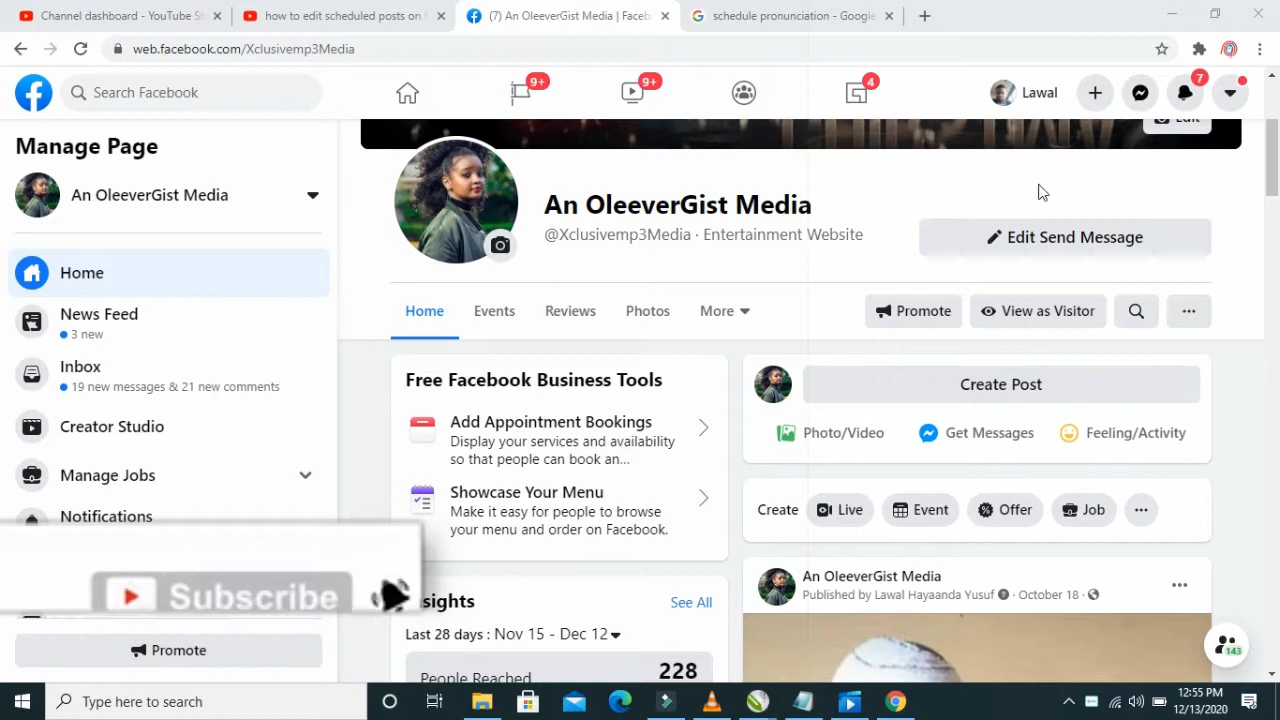 Channel dashboard - YouTube St
how to edit scheduled posts on f
(7) An OleeverGist Media | Faceb
schedule pronunciation - Google
web.facebook.com/Xclusivemp3Media
Search Facebook
9+
9+
4
Lawal
7
Manage Page
An OleeverGist Media
Home
News Feed
3 new
Inbox
19 new messages & 21 new comments
Creator Studio
Manage Jobs
Notifications
Subscribe
Promote
Edit
An OleeverGist Media
@Xclusivemp3Media · Entertainment Website
Edit Send Message
Home
Events
Reviews
Photos
More
Promote
View as Visitor
Free Facebook Business Tools
Add Appointment Bookings
Display your services and availability
so that people can book an...
Showcase Your Menu
Make it easy for people to browse
your menu and order on Facebook.
sights
See All
Last 28 days : Nov 15 - Dec 12
People Reached
228
Create Post
Photo/Video
Get Messages
Feeling/Activity
Create
Live
Event
Offer
Job
An OleeverGist Media
Published by Lawal Hayaanda Yusuf · October 18 ·
143
Type here to search
12:55 PM
12/13/2020